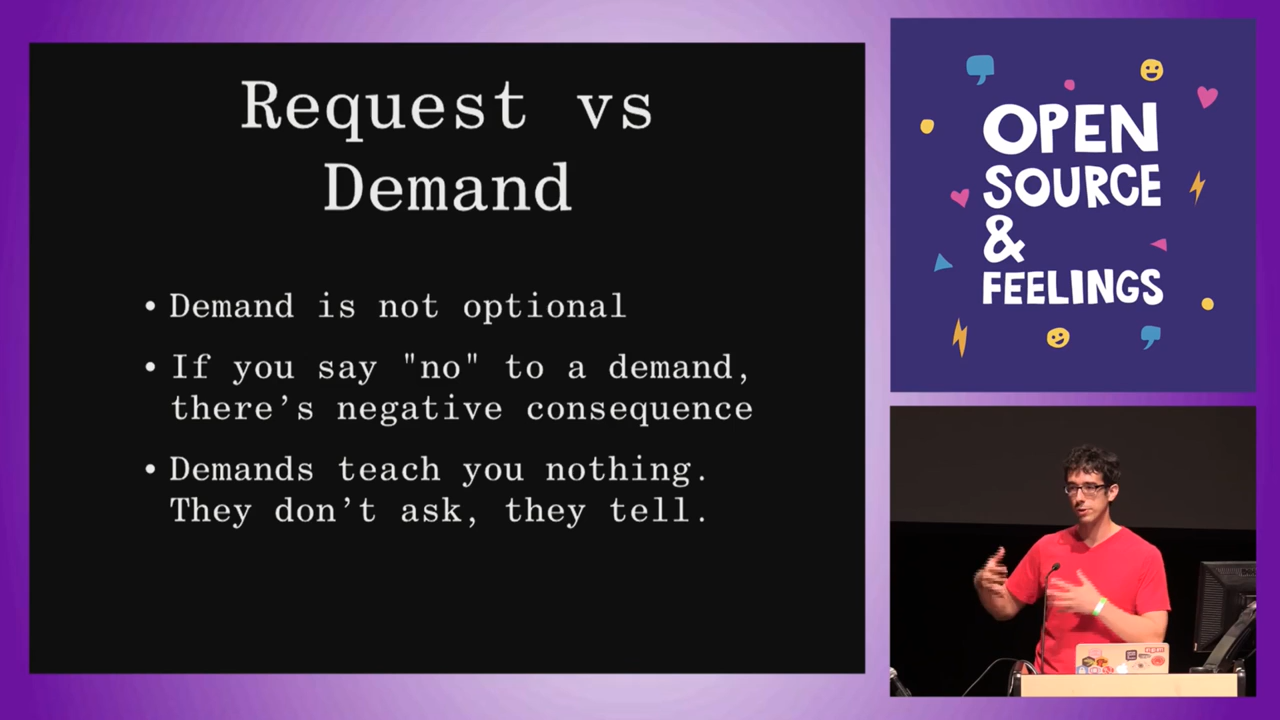 Request vs
Demand
• Demand is not optional
• If you say "no" to a demand,
there’s negative consequence
• Demands teach you nothing.
They don’t ask, they tell.
OPEN
SOURCE
&
FEELINGS